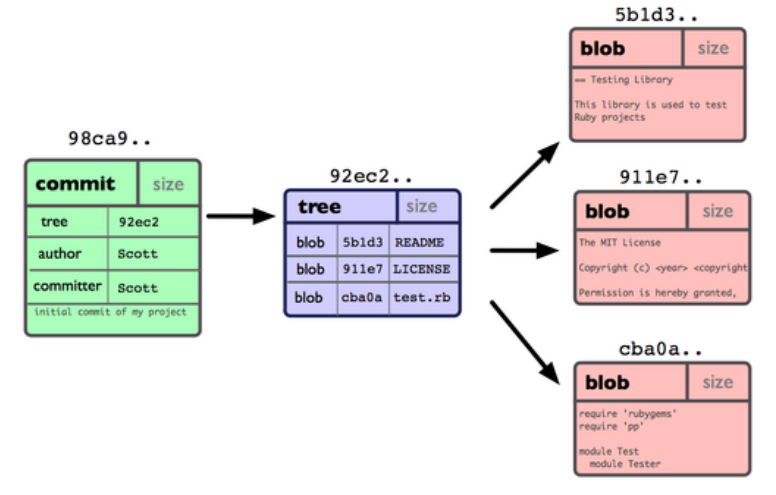 98ca9..
commit size
tree 92ec2
author Scott
committer Scott
initial commit of my project
92ec2..
tree size
blob 5b1d3 README
blob 911e7 LICENSE
blob cba0a test.rb
5b1d3..
blob size
== Testing Library
This library is used to test
Ruby projects
911e7..
blob size
The MIT License
Copyright (c) <year> <copyright
Permission is hereby granted,
cba0a..
blob size
require 'rubygems'
require 'pp'
module Test
module Tester